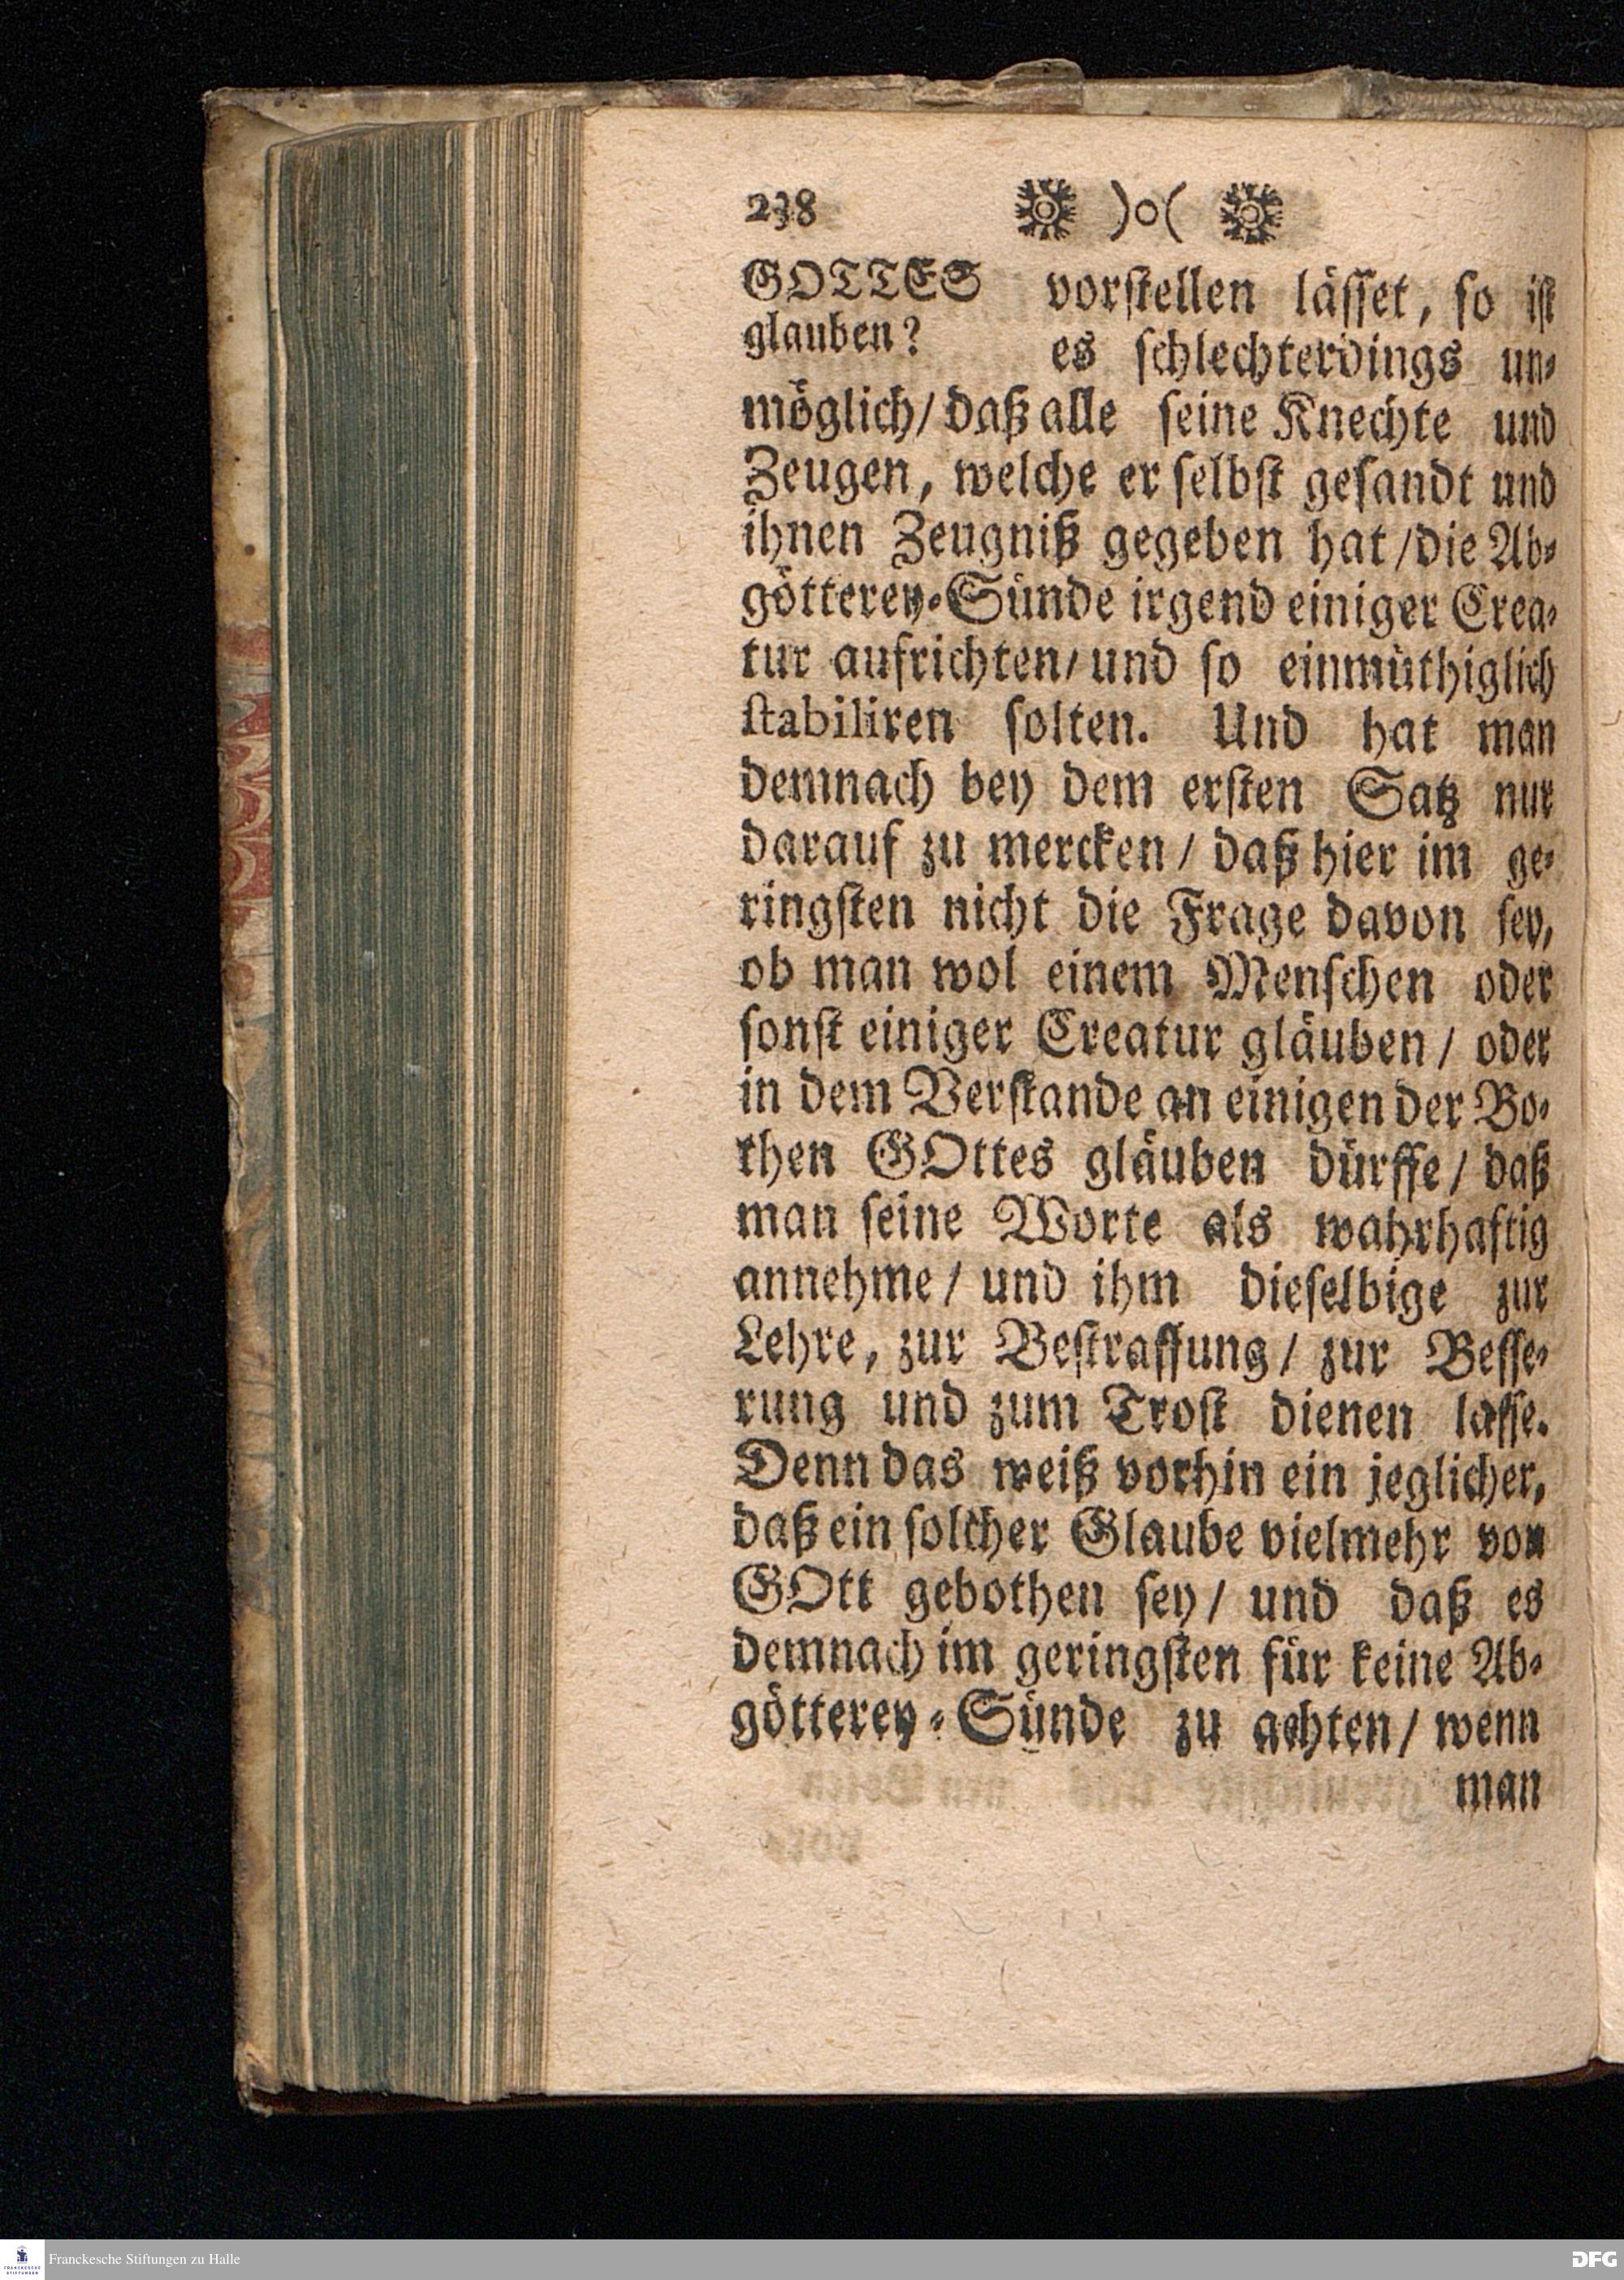 238 )o(
GOTTES
glauben?
vorstellen lässet, so ist
es schlechterdings un-
möglich/ daß alle seine Knechte und
Zeugen, welche er selbst gesandt und
ihnen Zeugniß gegeben hat/die Ab-
götterey-Sünde irgend einiger Crea-
tur aufrichten/ und so einmüthiglich
stabiliren solten. Und hat man
demnach bey dem ersten Satz nur
darauf zu mercken / daß hier im ge-
ringsten nicht die Frage davon sey,
ob man wol einem Menschen oder
sonst einiger Creatur gläuben / oder
in dem Verstande an einigen der Bo-
then GOttes gläuben dürffe / daß
man seine Worte als wahrhaftig
annehme / und ihm dieselbige zur
Lehre, zur Bestraffung / zur Besse-
rung und zum Trost dienen lasse.
Denn das weiß vorhin ein jeglicher,
daß ein solcher Glaube vielmehr von
GOtt gebothen sey / und daß es
demnach im geringsten für keine Ab-
götterey-Sünde zu achten / wenn
man
Franckesche Stiftungen zu Halle
DFG